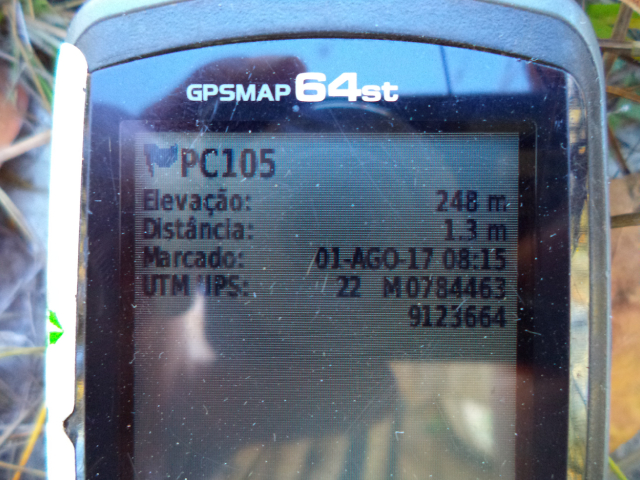 GPSMAP 64st
PC105
Elevação: 248 m
Distância: 1.3 m
Marcado: 01-AGO-17 08:15
UTM UPS: 22 M 0784463
9123664